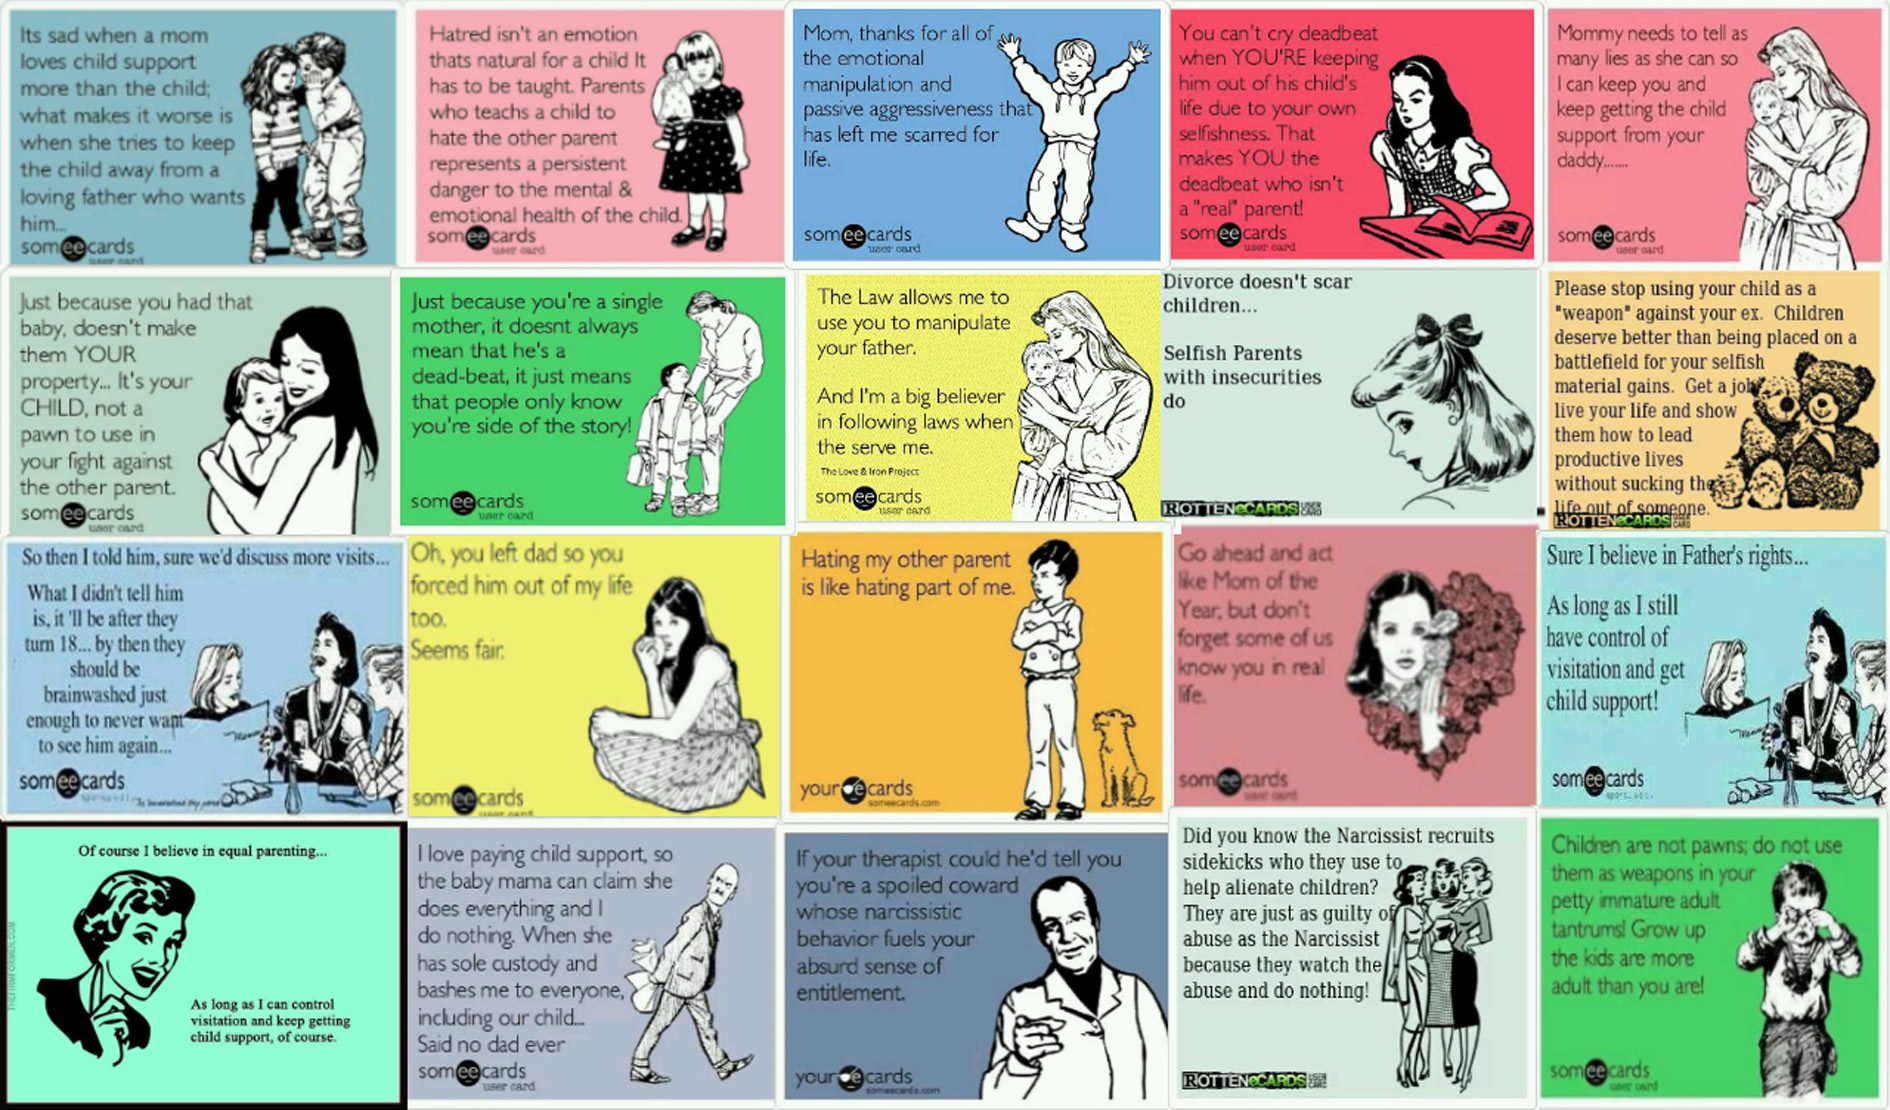 Its sad when a mom
loves child support
more than the child;
what makes it worse is
when she tries to keep
the child away from a
loving father who wants
him...
someecards
user card
Hatred isn't an emotion
thats natural for a child It
has to be taught. Parents
who teachs a child to
hate the other parent
represents a persistent
danger to the mental &
emotional health of the child.
someecards
user card
Mom, thanks for all of
the emotional
manipulation and
passive aggressiveness that
has left me scarred for
life.
someecards
user card
You can't cry deadbeat
when YOU'RE keeping
him out of his child's
life due to your own
selfishness. That
makes YOU the
deadbeat who isn't
a "real" parent!
someecards
user card
Mommy needs to tell as
many lies as she can so
I can keep you and
keep getting the child
support from your
daddy.......
someecards
user card
Just because you had that
baby, doesn't make
them YOUR
property... It's your
CHILD, not a
pawn to use in
your fight against
the other parent.
someecards
user card
Just because you're a single
mother, it doesnt always
mean that he's a
dead-beat, it just means
that people only know
you're side of the story!
someecards
user card
The Law allows me to
use you to manipulate
your father.
And I'm a big believer
in following laws when
the serve me.
The Love & Iron Project
someecards
user card
Divorce doesn't scar
children...
Selfish Parents
with insecurities
do
ROTTENeCARDS USER CARD
Please stop using your child as a
"weapon" against your ex. Children
deserve better than being placed on a
battlefield for your selfish
material gains. Get a job
live your life and show
them how to lead
productive lives
without sucking the
life out of someone.
ROTTENeCARDS USER CARD
So then I told him, sure we'd discuss more visits...
What I didn't tell him
is, it 'll be after they
turn 18... by then they
should be
brainwashed just
enough to never want
to see him again...
someecards
Oh, you left dad so you
forced him out of my life
too.
Seems fair.
someecards
user card
Hating my other parent
is like hating part of me.
yourecards
someecards.com
Go ahead and act
like Mom of the
Year, but don't
forget some of us
know you in real
life.
someecards
user card
Sure I believe in Father's rights...
As long as I still
have control of
visitation and get
child support!
someecards
Of course I believe in equal parenting...
As long as I can control
visitation and keep getting
child support, of course.
I love paying child support, so
the baby mama can claim she
does everything and I
do nothing. When she
has sole custody and
bashes me to everyone,
including our child...
Said no dad ever
someecards
user card
If your therapist could he'd tell you
you're a spoiled coward
whose narcissistic
behavior fuels your
absurd sense of
entitlement.
yourecards
someecards.com
Did you know the Narcissist recruits
sidekicks who they use to
help alienate children?
They are just as guilty of
abuse as the Narcissist
because they watch the
abuse and do nothing!
ROTTENeCARDS USER CARD
Children are not pawns; do not use
them as weapons in your
petty immature adult
tantrums! Grow up
the kids are more
adult than you are!
someecards
user card